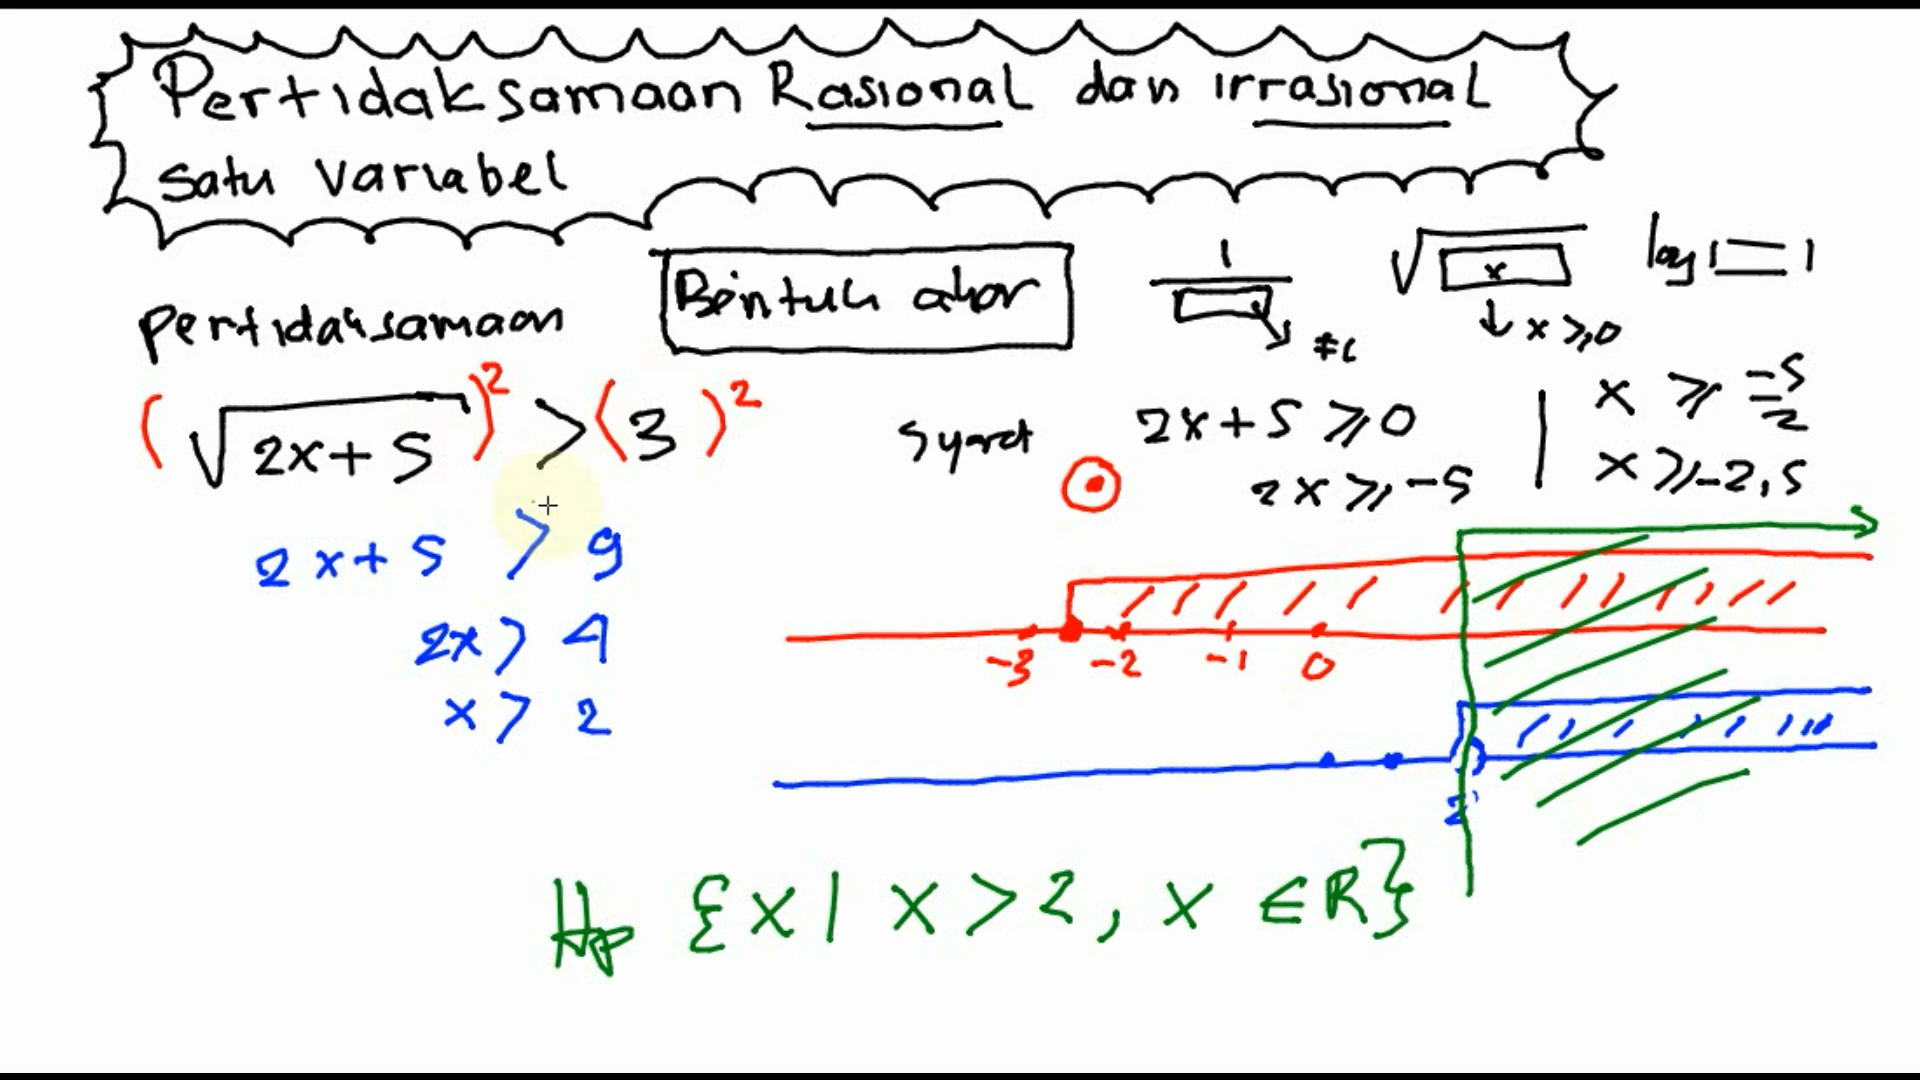 Pertidaksamaan Rasional dan irrasional
satu variabel
Pertidaksamaan
Bentuk akar
1
√ x
x ≥ 0
log 1 = 1
(√2x+5)² > (3)²
2x+5 > 9
2x > 4
x > 2
syarat
2x+5 ≥ 0
2x ≥ -5
x ≥ -5/2
x ≥ -2,5
-3 -2 -1 0
2
Hp {x | x > 2, x ∈ R}